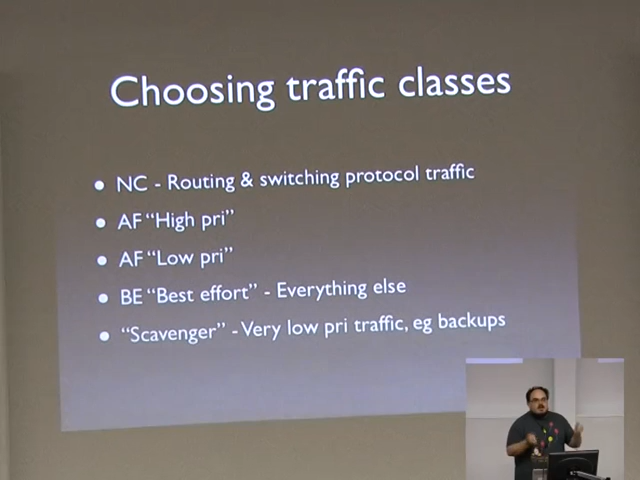 Choosing traffic classes
• NC - Routing & switching protocol traffic
• AF “High pri”
• AF “Low pri”
• BE “Best effort” - Everything else
• “Scavenger” - Very low pri traffic, eg backups